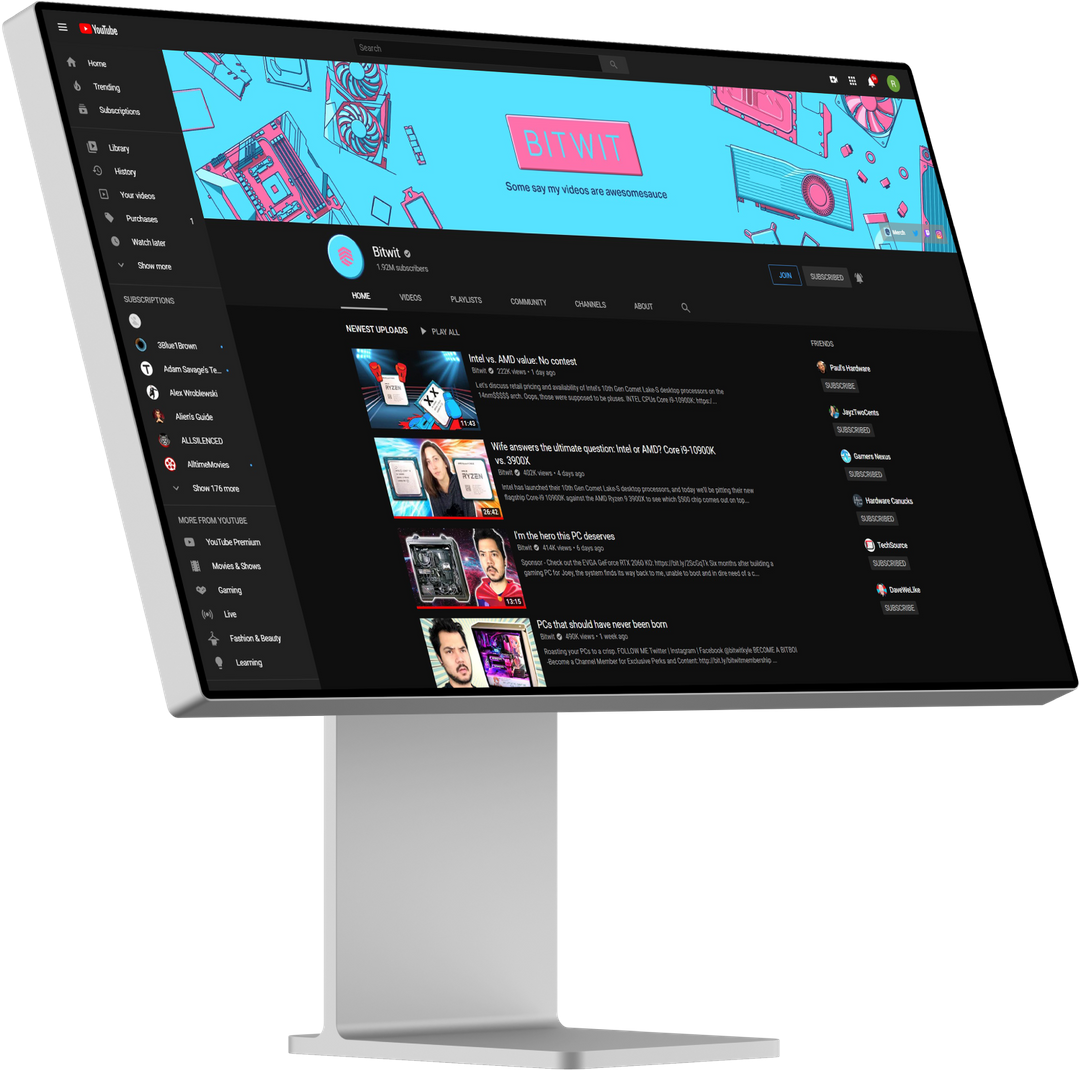 YouTube
Search
Home
Trending
Subscriptions
Library
History
Your videos
Purchases 1
Watch later
Show more
SUBSCRIPTIONS
3Blue1Brown
Adam Savage's Te...
Alex Wroblewski
Alien's Guide
ALLSILENCED
AlltimeMovies
Show 176 more
MORE FROM YOUTUBE
YouTube Premium
Movies & Shows
Gaming
Live
Fashion & Beauty
Learning
R
BITWIT
Some say my videos are awesomesauce
Merch
Bitwit
1.92M subscribers
JOIN
SUBSCRIBED
HOME VIDEOS PLAYLISTS COMMUNITY CHANNELS ABOUT
NEWEST UPLOADS PLAY ALL
RYZEN
XX
11:43
Intel vs. AMD value: No contest
Bitwit 222K views • 1 day ago
Let's discuss retail pricing and availability of Intel's 10th Gen Comet Lake-S desktop processors on the
14nm$$$$$ arch. Oops, those were supposed to be pluses. INTEL CPUs Core i9-10900K: https:/...
RYZEN
26:42
Wife answers the ultimate question: Intel or AMD? Core i9-10900K
vs. 3900X
Bitwit 402K views • 4 days ago
Intel has launched their 10th Gen Comet Lake-S desktop processors, and today we'll be pitting their new
flagship Core i9 10900K against the AMD Ryzen 9 3900X to see which $500 chip comes out on top...
13:15
I'm the hero this PC deserves
Bitwit 414K views • 6 days ago
Sponsor - Check out the EVGA GeForce RTX 2060 KO: https://bit.ly/2ScGqTX Six months after building a
gaming PC for Joey, the system finds its way back to me, unable to boot and in dire need of a c...
PCs that should have never been born
Bitwit 490K views • 1 week ago
Roasting your PCs to a crisp. FOLLOW ME Twitter | Instagram | Facebook @bitwitkyle BECOME A BITBOI
-Become a Channel Member for Exclusive Perks and Content: http://bit.ly/bitwitmembership ...
FRIENDS
Paul's Hardware
SUBSCRIBE
JayzTwoCents
SUBSCRIBED
Gamers Nexus
SUBSCRIBED
Hardware Canucks
SUBSCRIBED
TechSource
SUBSCRIBED
DaveWeLike
SUBSCRIBE